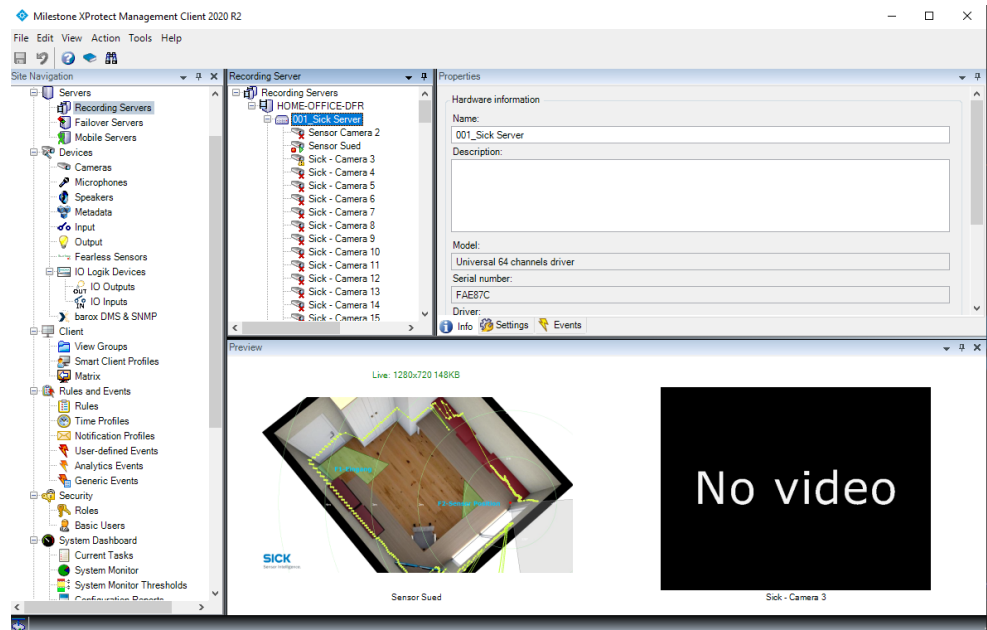 Milestone XProtect Management Client 2020 R2
File Edit View Action Tools Help
Site Navigation
Servers
Recording Servers
Failover Servers
Mobile Servers
Devices
Cameras
Microphones
Speakers
Metadata
Input
Output
Fearless Sensors
IO Logik Devices
IO Outputs
IO Inputs
barox DMS & SNMP
Client
View Groups
Smart Client Profiles
Matrix
Rules and Events
Rules
Time Profiles
Notification Profiles
User-defined Events
Analytics Events
Generic Events
Security
Roles
Basic Users
System Dashboard
Current Tasks
System Monitor
System Monitor Thresholds
Configuration Reports
Recording Server
Recording Servers
HOME-OFFICE-DFR
001_Sick Server
Sensor Camera 2
Sensor Sued
Sick - Camera 3
Sick - Camera 4
Sick - Camera 5
Sick - Camera 6
Sick - Camera 7
Sick - Camera 8
Sick - Camera 9
Sick - Camera 10
Sick - Camera 11
Sick - Camera 12
Sick - Camera 13
Sick - Camera 14
Sick - Camera 15
Properties
Hardware information
Name:
001_Sick Server
Description:
Model:
Universal 64 channels driver
Serial number:
FAE87C
Driver:
Info Settings Events
Preview
Live: 1280x720 148KB
SICK
Sensor Intelligence.
Sensor Sued
No video
Sick - Camera 3